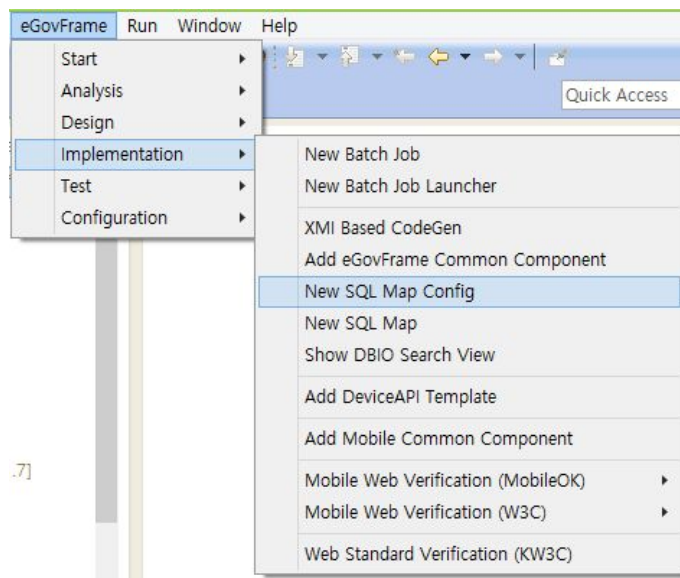 eGovFrame Run Window Help
Start
Analysis
Quick Access
Design
Implementation
New Batch Job
Test
New Batch Job Launcher
Configuration
XMI Based CodeGen
Add eGovFrame Common Component
New SQL Map Config
New SQL Map
Show DBIO Search View
Add DeviceAPI Template
Add Mobile Common Component
.7]
Mobile Web Verification (MobileOK)
Mobile Web Verification (W3C)
Web Standard Verification (KW3C)